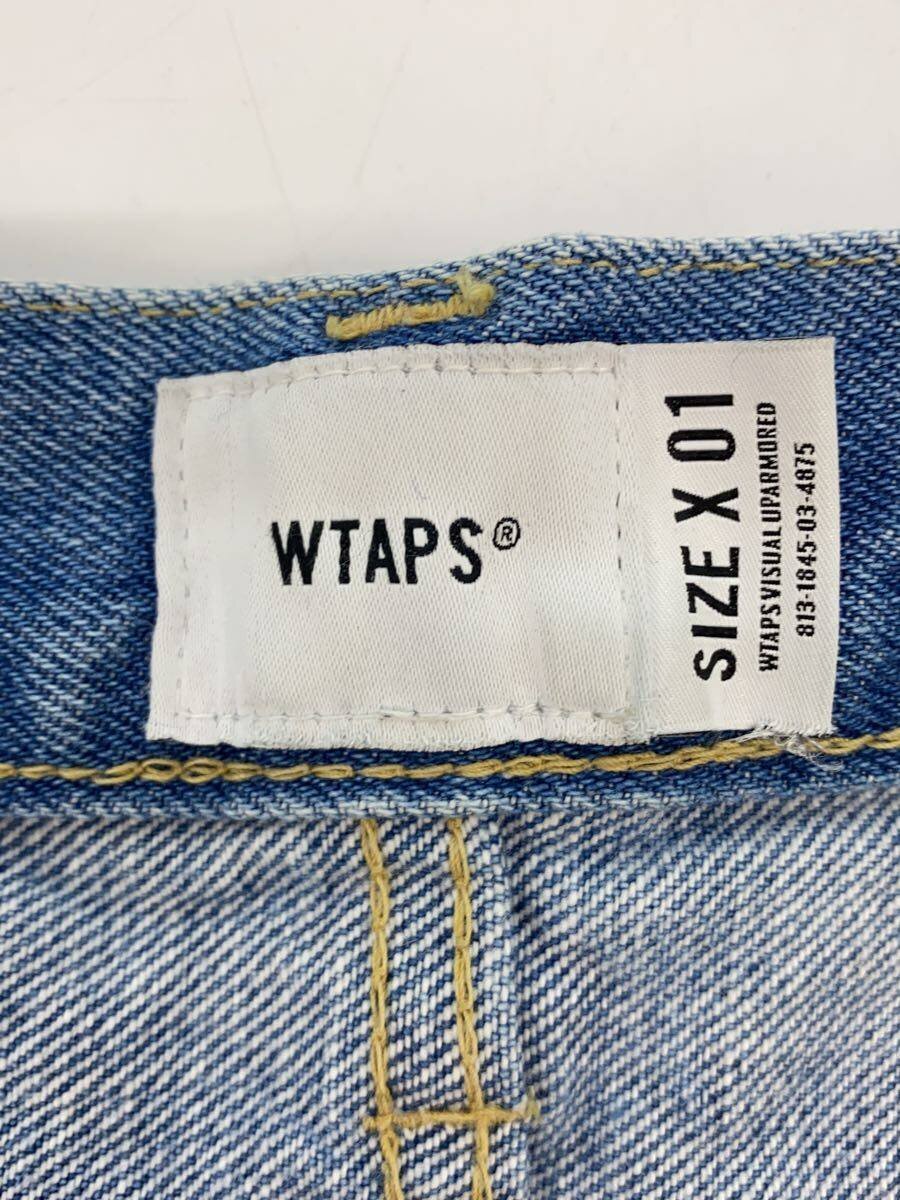 WTAPS®
SIZE X 01
WTAPS VISUAL UPARMORED
813-1845-03-4875